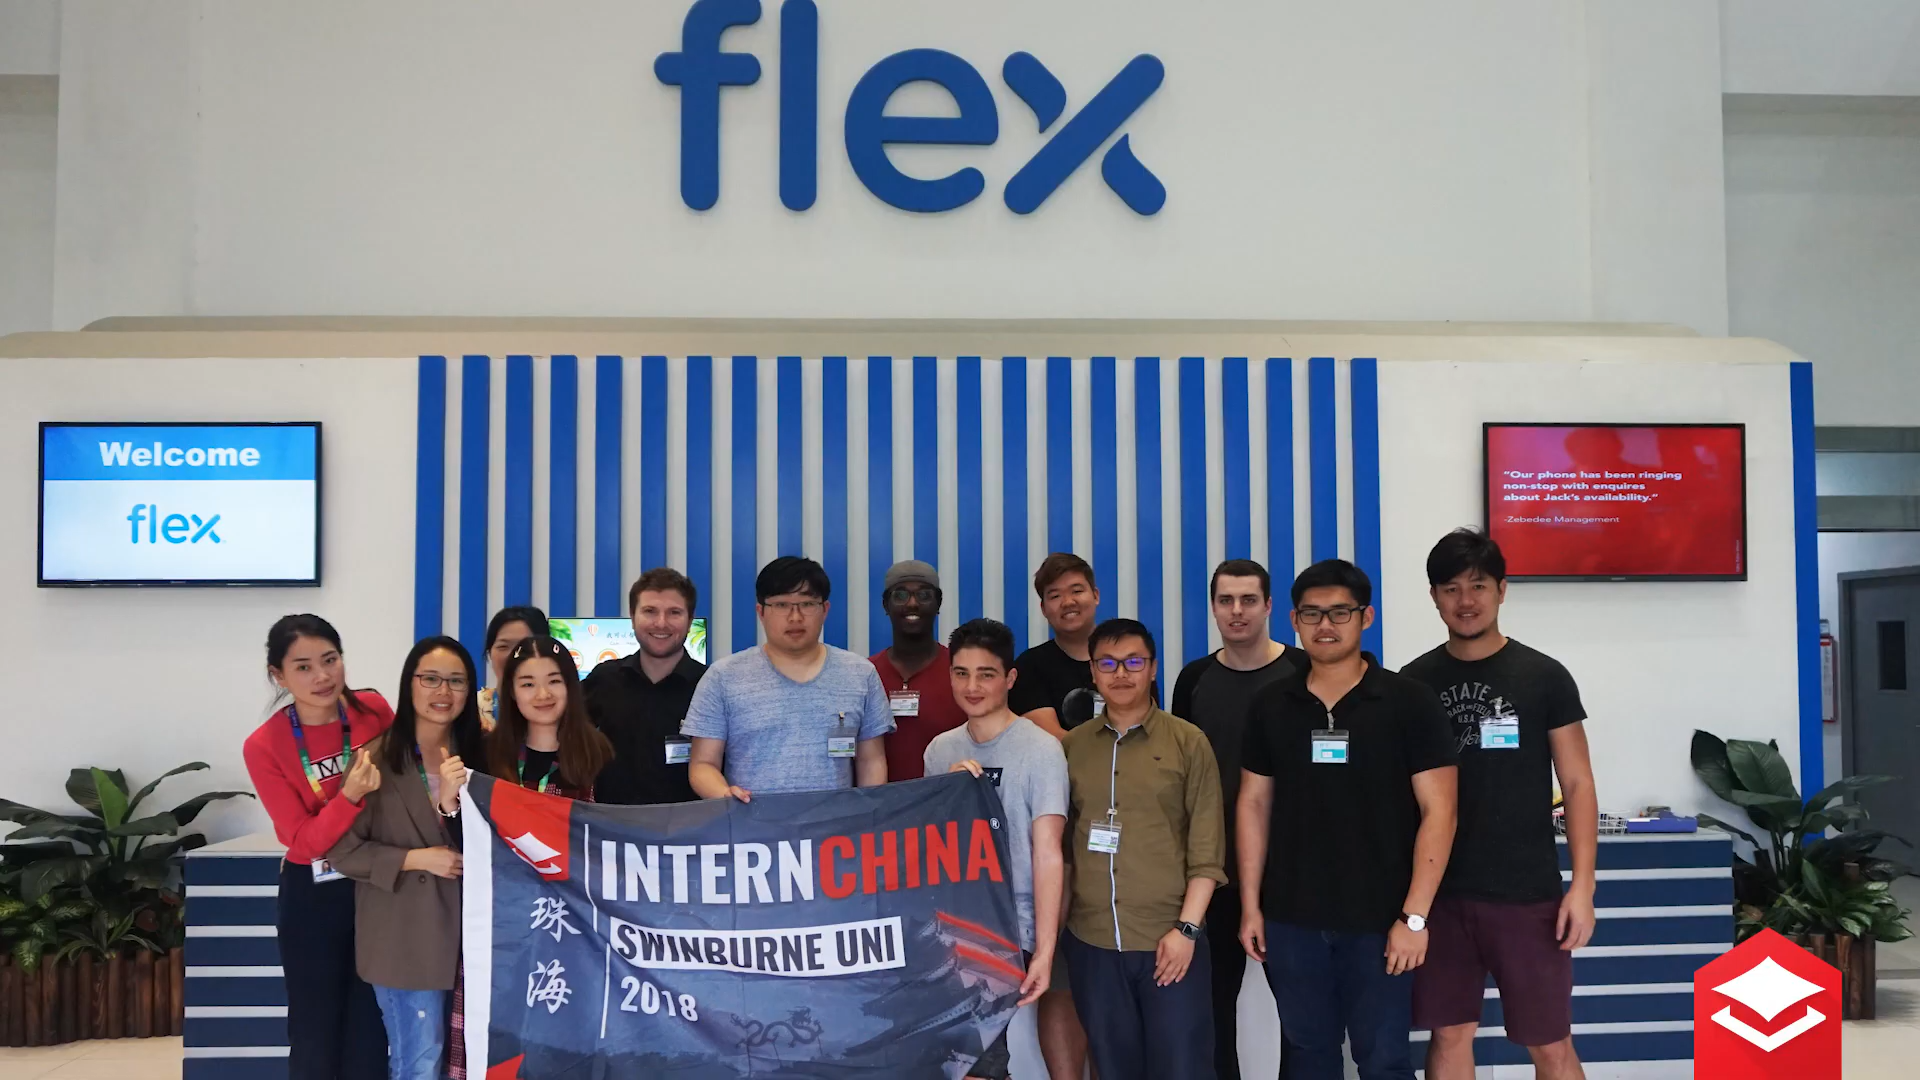 flex
Welcome
flex
"Our phone has been ringing
non-stop with enquires
about Jack's availability."
-Zebedee Management
INTERNCHINA®
珠海
SWINBURNE UNI
2018
STATE
U.S.A.
M